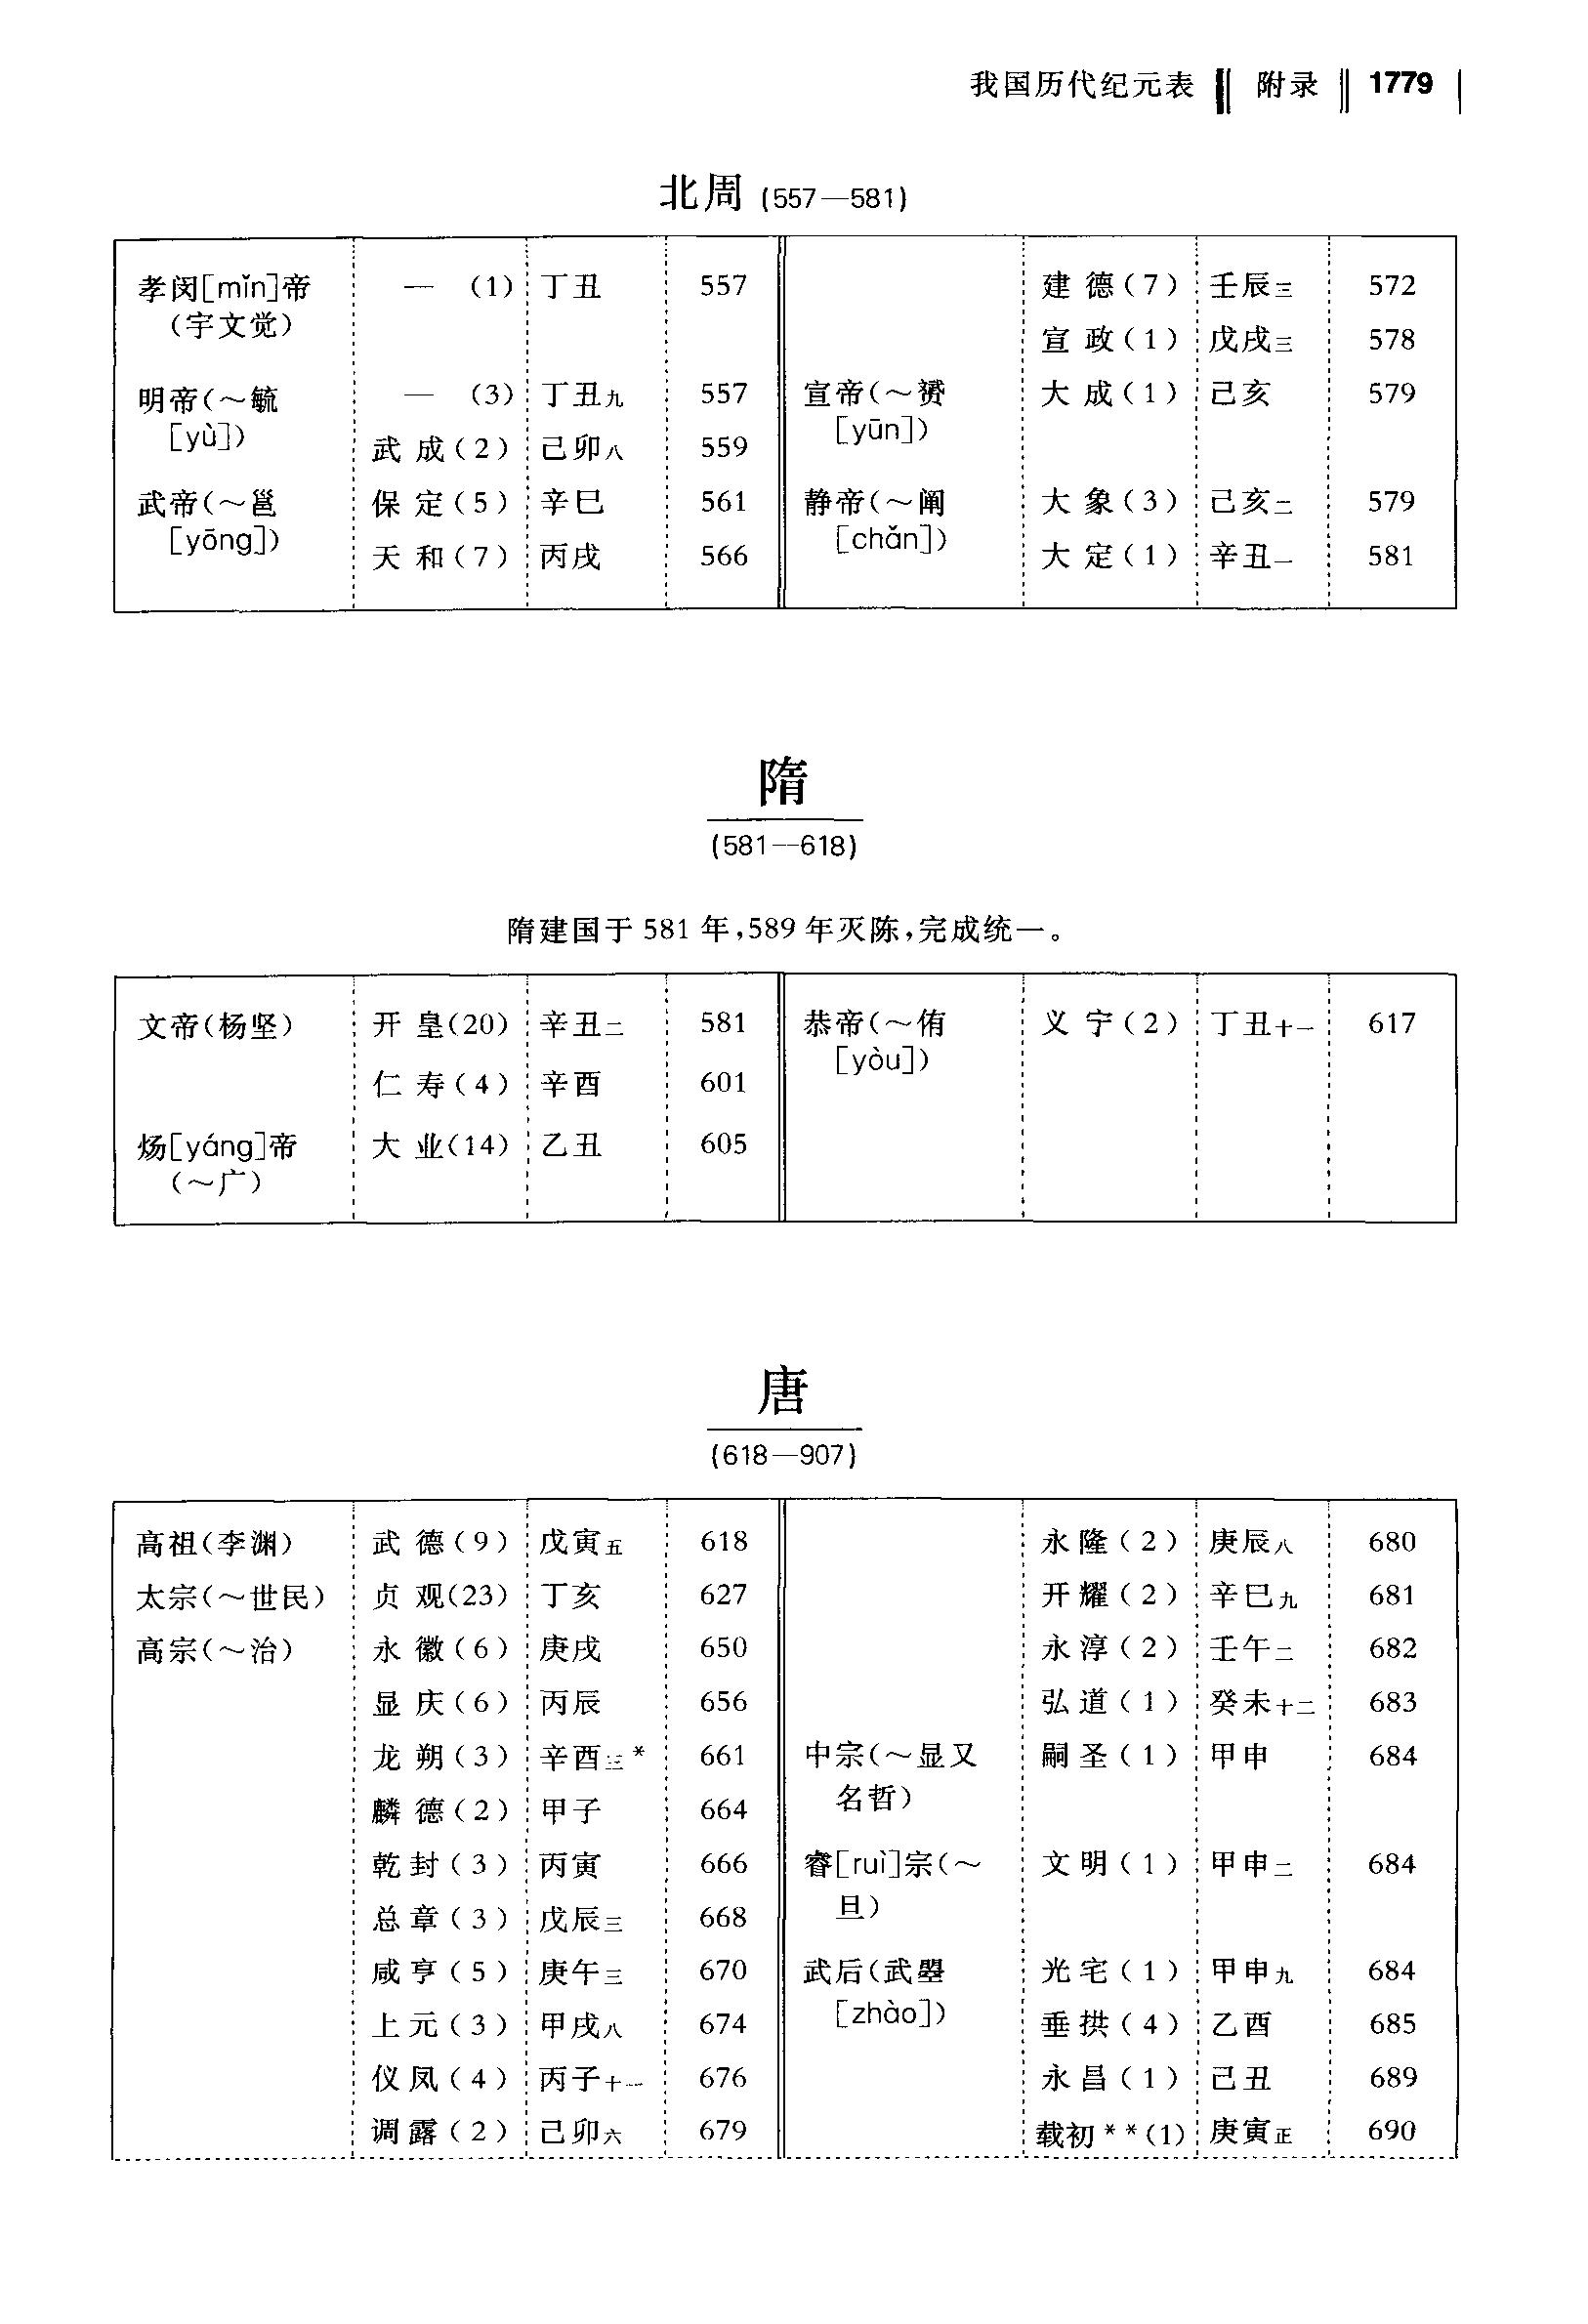 我国历代纪元表 附录 1779
北周 (557—581)
孝闵[mǐn]帝 — (1) 丁丑 557
(宇文觉)
明帝(～毓 — (3) 丁丑九 557
[yù])
武成(2) 己卯八 559
武帝(～邕 保定(5) 辛巳 561
[yōng])
天和(7) 丙戌 566
建德(7) 壬辰三 572
宣政(1) 戊戌三 578
宣帝(～赟 大成(1) 己亥 579
[yūn])
静帝(～阐 大象(3) 己亥二 579
[chǎn])
大定(1) 辛丑一 581
隋
(581—618)
隋建国于 581 年,589 年灭陈,完成统一。
文帝(杨坚) 开皇(20) 辛丑二 581
仁寿(4) 辛酉 601
炀[yáng]帝 大业(14) 乙丑 605
(～广)
恭帝(～侑 义宁(2) 丁丑十一 617
[yòu])
唐
(618—907)
高祖(李渊) 武德(9) 戊寅五 618
太宗(～世民) 贞观(23) 丁亥 627
高宗(～治) 永徽(6) 庚戌 650
显庆(6) 丙辰 656
龙朔(3) 辛酉三* 661
麟德(2) 甲子 664
乾封(3) 丙寅 666
总章(3) 戊辰三 668
咸亨(5) 庚午三 670
上元(3) 甲戌八 674
仪凤(4) 丙子十一 676
调露(2) 己卯六 679
永隆(2) 庚辰八 680
开耀(2) 辛巳九 681
永淳(2) 壬午二 682
弘道(1) 癸未十二 683
中宗(～显又 嗣圣(1) 甲申 684
名哲)
睿[ruì]宗(～ 文明(1) 甲申二 684
旦)
武后(武曌 光宅(1) 甲申九 684
[zhào])
垂拱(4) 乙酉 685
永昌(1) 己丑 689
载初**(1) 庚寅正 690